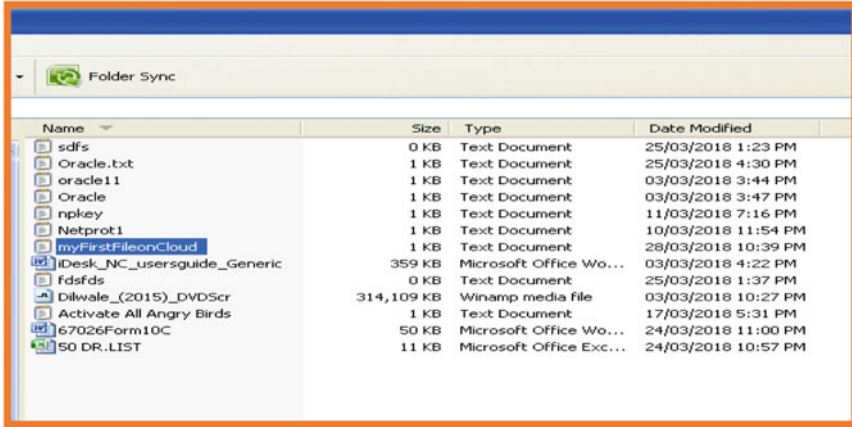 Folder Sync
Name Size Type Date Modified
sdfs 0 KB Text Document 25/03/2018 1:23 PM
Oracle.txt 1 KB Text Document 25/03/2018 4:30 PM
oracle11 1 KB Text Document 03/03/2018 3:44 PM
Oracle 1 KB Text Document 03/03/2018 3:47 PM
npkey 1 KB Text Document 11/03/2018 7:16 PM
Netprot1 1 KB Text Document 10/03/2018 11:54 PM
myFirstFileonCloud 1 KB Text Document 28/03/2018 10:39 PM
iDesk_NC_usersguide_Generic 359 KB Microsoft Office Wo... 03/03/2018 4:22 PM
fdsfds 0 KB Text Document 25/03/2018 1:37 PM
Dilwale_(2015)_DVDScr 314,109 KB Winamp media file 03/03/2018 10:27 PM
Activate All Angry Birds 1 KB Text Document 17/03/2018 5:31 PM
67026Form10C 50 KB Microsoft Office Wo... 24/03/2018 11:00 PM
50 DR.LIST 11 KB Microsoft Office Exc... 24/03/2018 10:57 PM